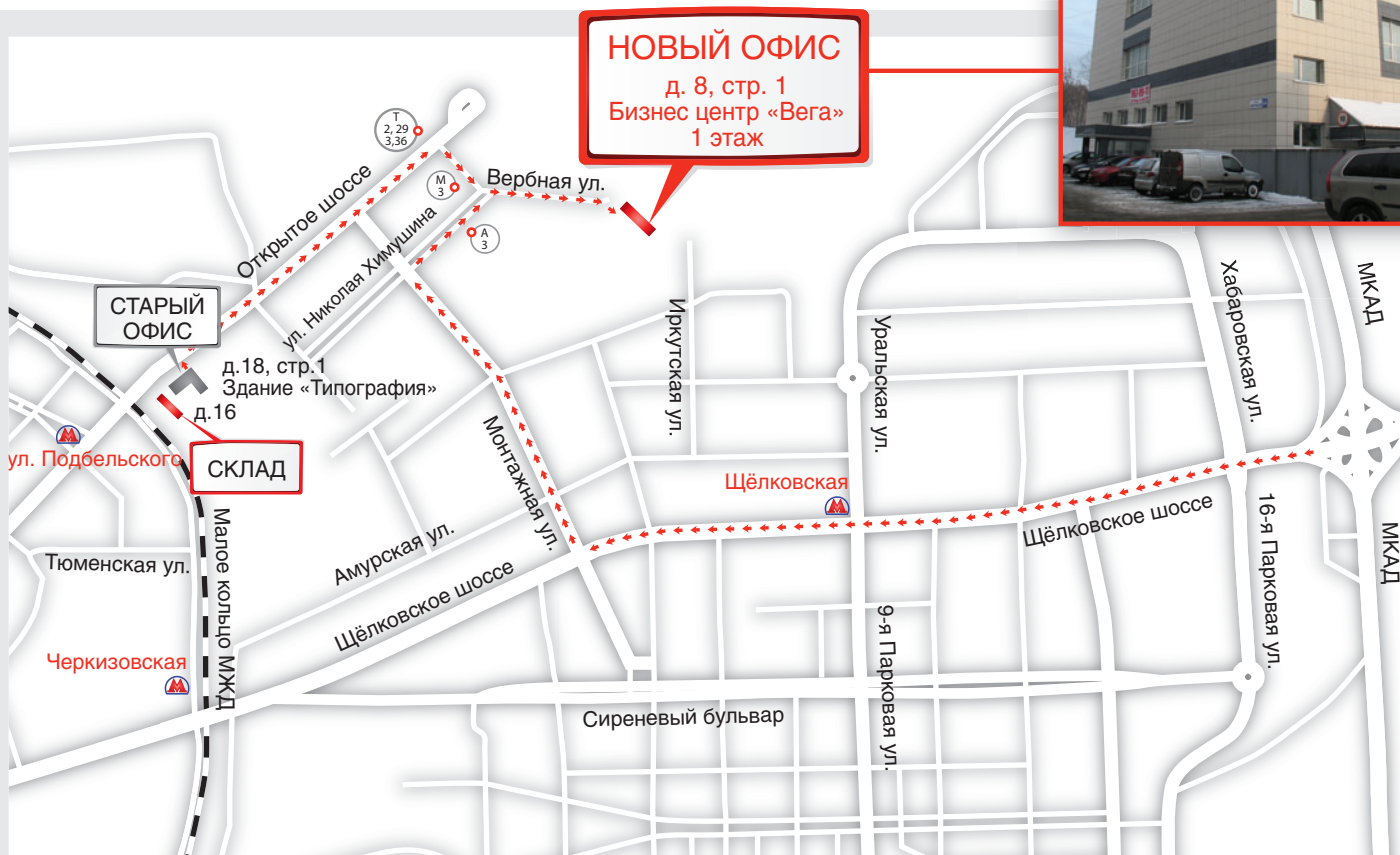 НОВЫЙ ОФИС
д. 8, стр. 1
Бизнес центр «Вега»
1 этаж
Т
2, 29
3,36
М
3
А
3
Вербная ул.
Открытое шоссе
ул. Николая Химушина
СТАРЫЙ
ОФИС
д.18, стр.1
Здание «Типография»
д.16
СКЛАД
ул. Подбельского
Иркутская ул.
Уральская ул.
Хабаровская ул.
МКАД
Монтажная ул.
Щёлковская
Щёлковское шоссе
16-я Парковая ул.
МКАД
Амурская ул.
Щёлковское шоссе
Тюменская ул.
Малое кольцо МЖД
Черкизовская
9-я Парковая ул.
Сиреневый бульвар